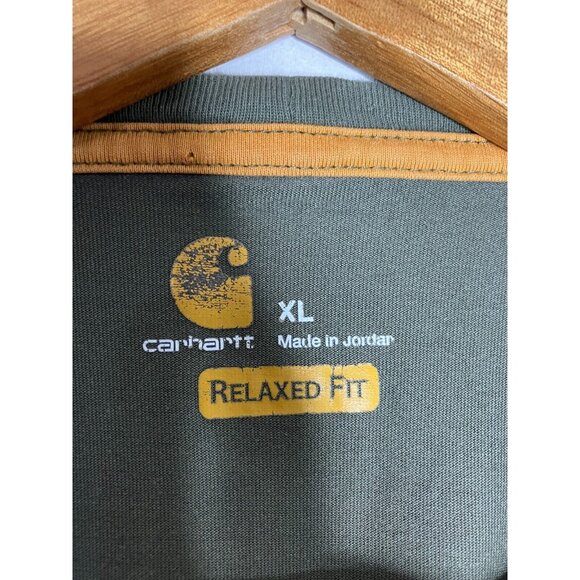 XL
carhartt
Made in Jordan
RELAXED FIT